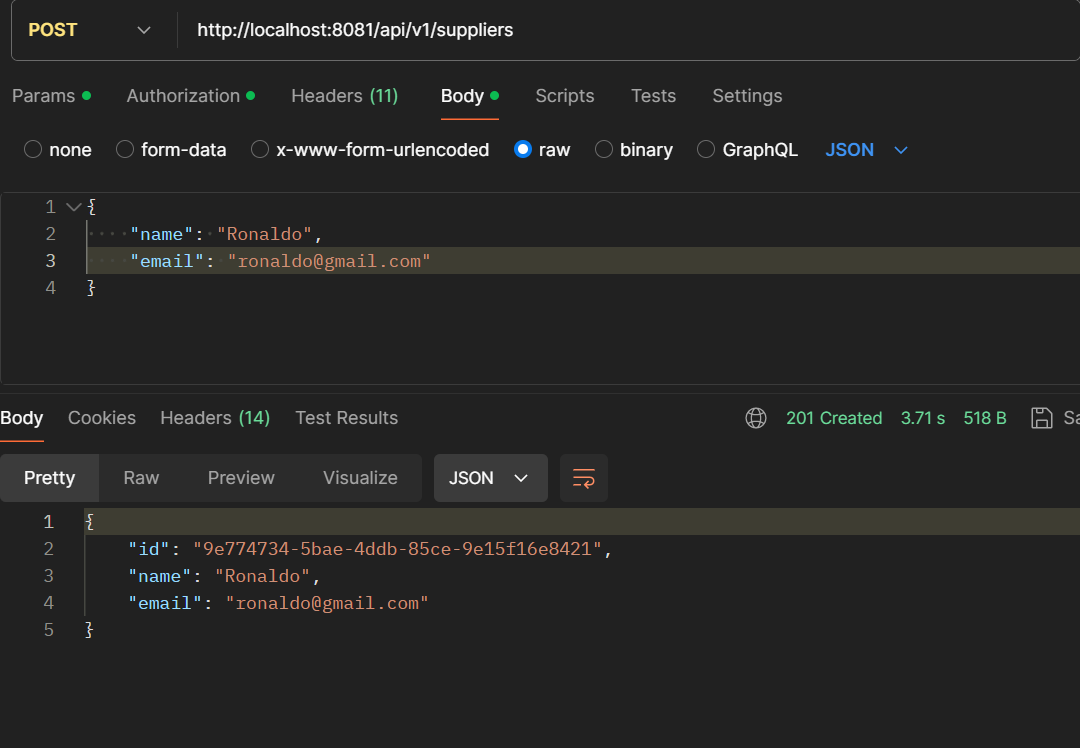 POST http://localhost:8081/api/v1/suppliers
Params Authorization Headers (11) Body Scripts Tests Settings
none form-data x-www-form-urlencoded raw binary GraphQL JSON
1 {
2 "name": "Ronaldo",
3 "email": "ronaldo@gmail.com"
4 }
Body Cookies Headers (14) Test Results 201 Created 3.71 s 518 B Sa
Pretty Raw Preview Visualize JSON
1 {
2 "id": "9e774734-5bae-4ddb-85ce-9e15f16e8421",
3 "name": "Ronaldo",
4 "email": "ronaldo@gmail.com"
5 }